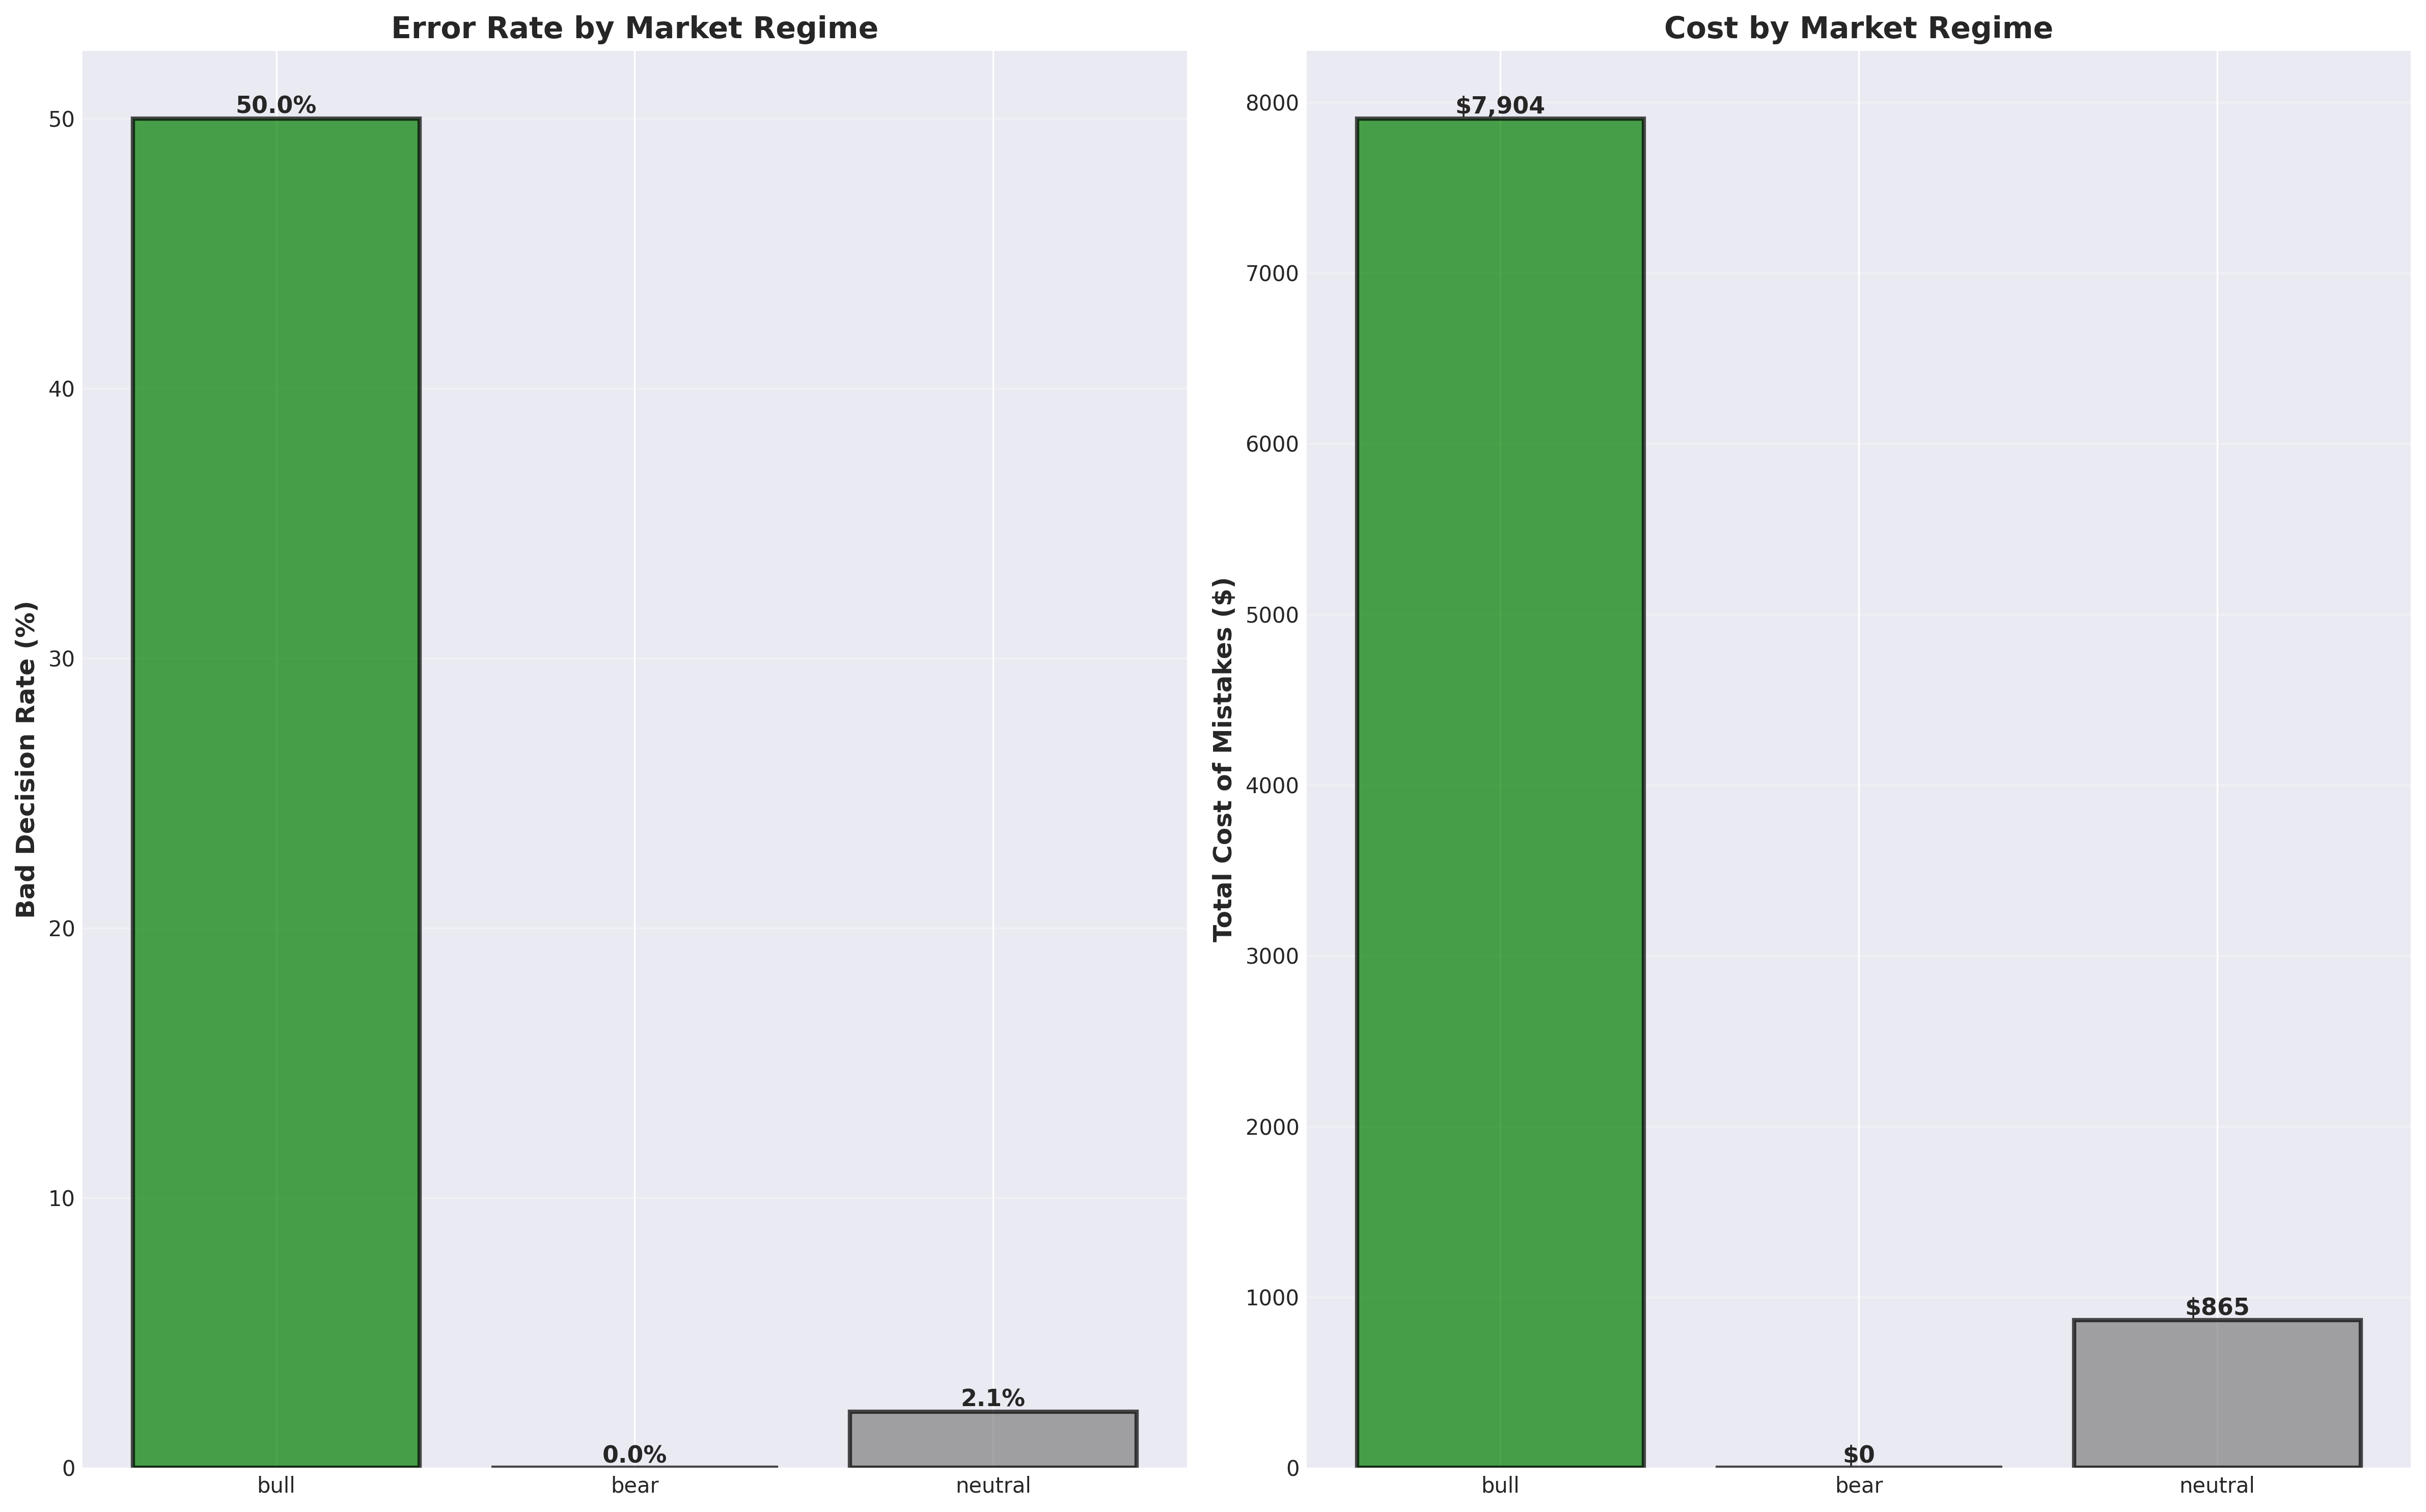 Error Rate by Market Regime
Bad Decision Rate (%)
50
40
30
20
10
0
50.0%
0.0%
2.1%
bull
bear
neutral
Cost by Market Regime
Total Cost of Mistakes ($)
8000
7000
6000
5000
4000
3000
2000
1000
0
$7,904
$0
$865
bull
bear
neutral